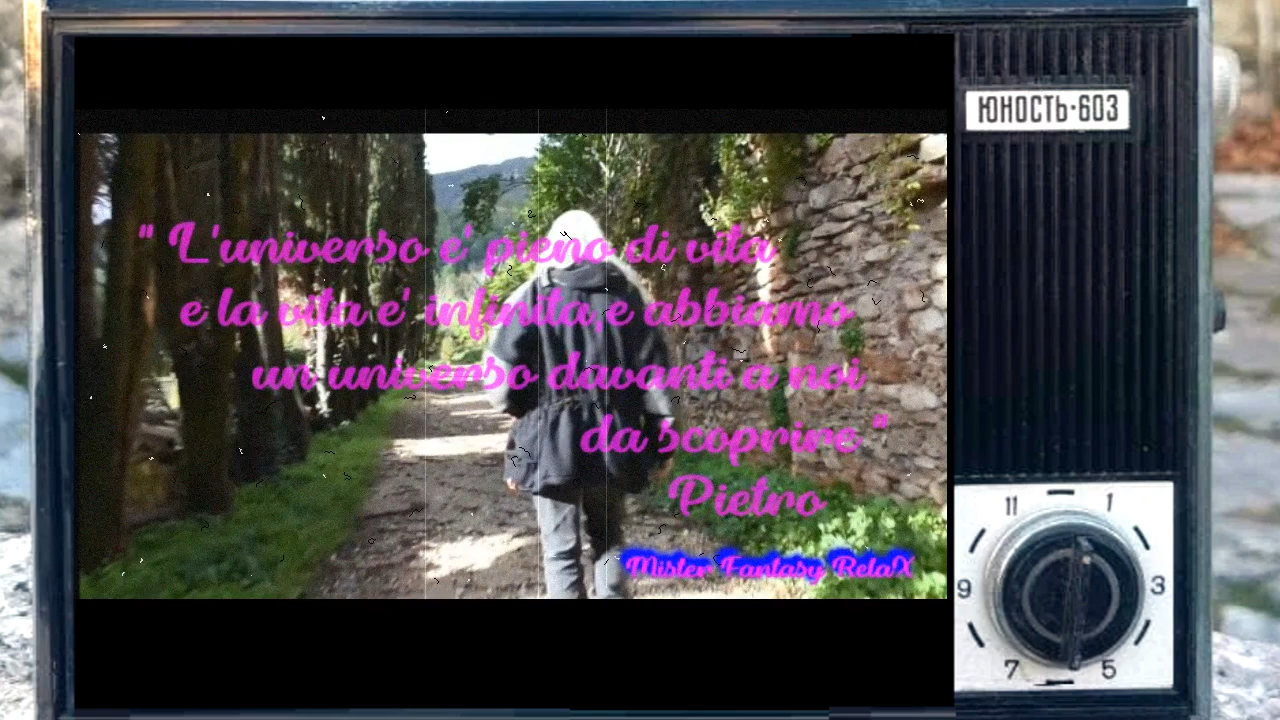 ЮНОСТЬ·603
" L'universo e' pieno di vita
e la vita e' infinita,e abbiamo
un universo davanti a noi
da scoprire "
Pietro
Mister Fantasy RelaX
11
1
9
3
7
5